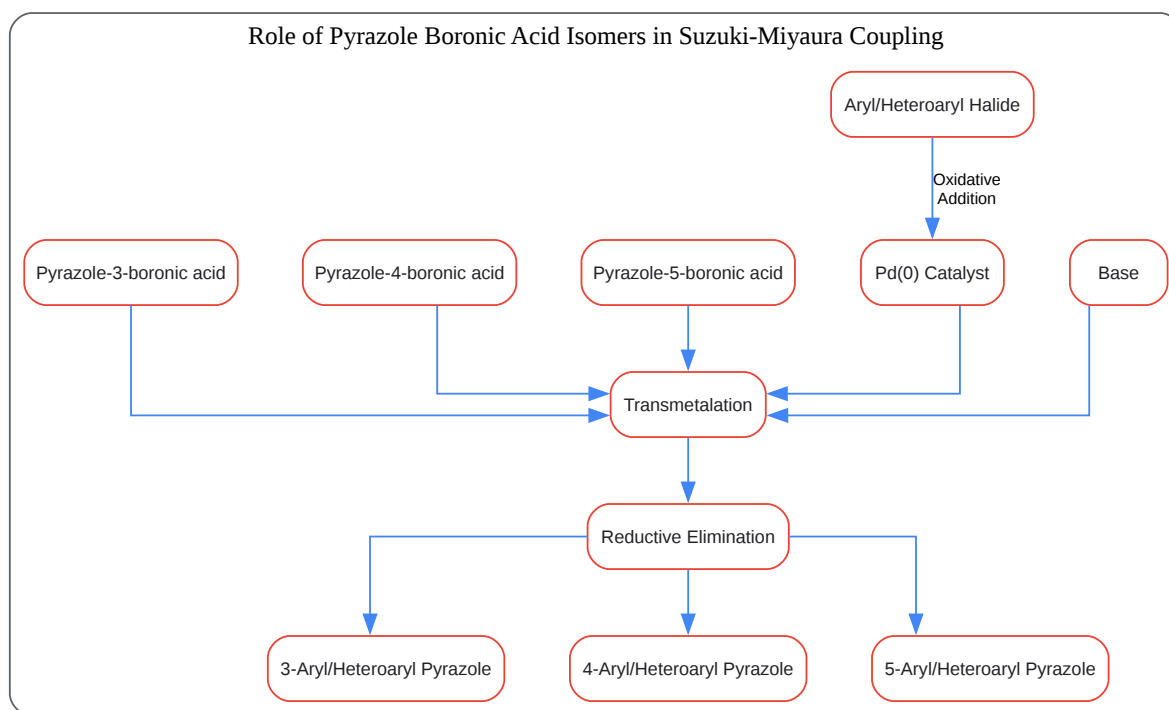 Role of Pyrazole Boronic Acid Isomers in Suzuki-Miyaura Coupling
Aryl/Heteroaryl Halide
Oxidative
Addition
Pyrazole-3-boronic acid
Pyrazole-4-boronic acid
Pyrazole-5-boronic acid
Pd(0) Catalyst
Base
Transmetalation
Reductive Elimination
3-Aryl/Heteroaryl Pyrazole
4-Aryl/Heteroaryl Pyrazole
5-Aryl/Heteroaryl Pyrazole